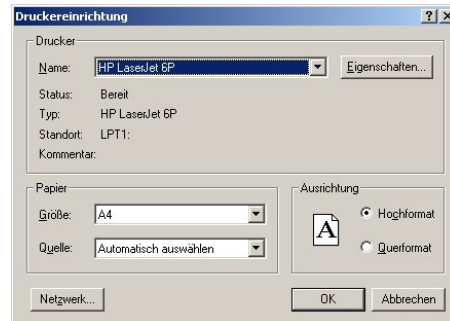 Druckereinrichtung
Drucker
Name: HP LaserJet 6P Eigenschaften...
Status: Bereit
Typ: HP LaserJet 6P
Standort: LPT1:
Kommentar:
Papier
Größe: A4
Quelle: Automatisch auswählen
Ausrichtung
A
Hochformat
Querformat
Netzwerk... OK Abbrechen